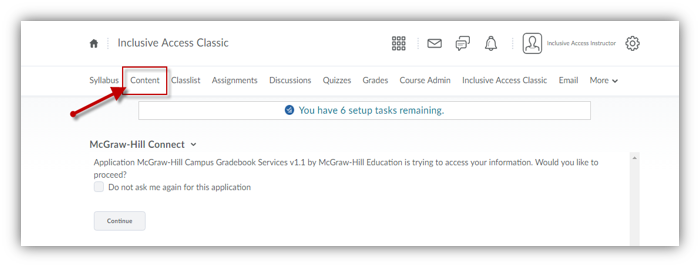 Inclusive Access Classic
Inclusive Access Instructor
Syllabus Content Classlist Assignments Discussions Quizzes Grades Course Admin Inclusive Access Classic Email More
You have 6 setup tasks remaining.
McGraw-Hill Connect
Application McGraw-Hill Campus Gradebook Services v1.1 by McGraw-Hill Education is trying to access your information. Would you like to
proceed?
Do not ask me again for this application
Continue